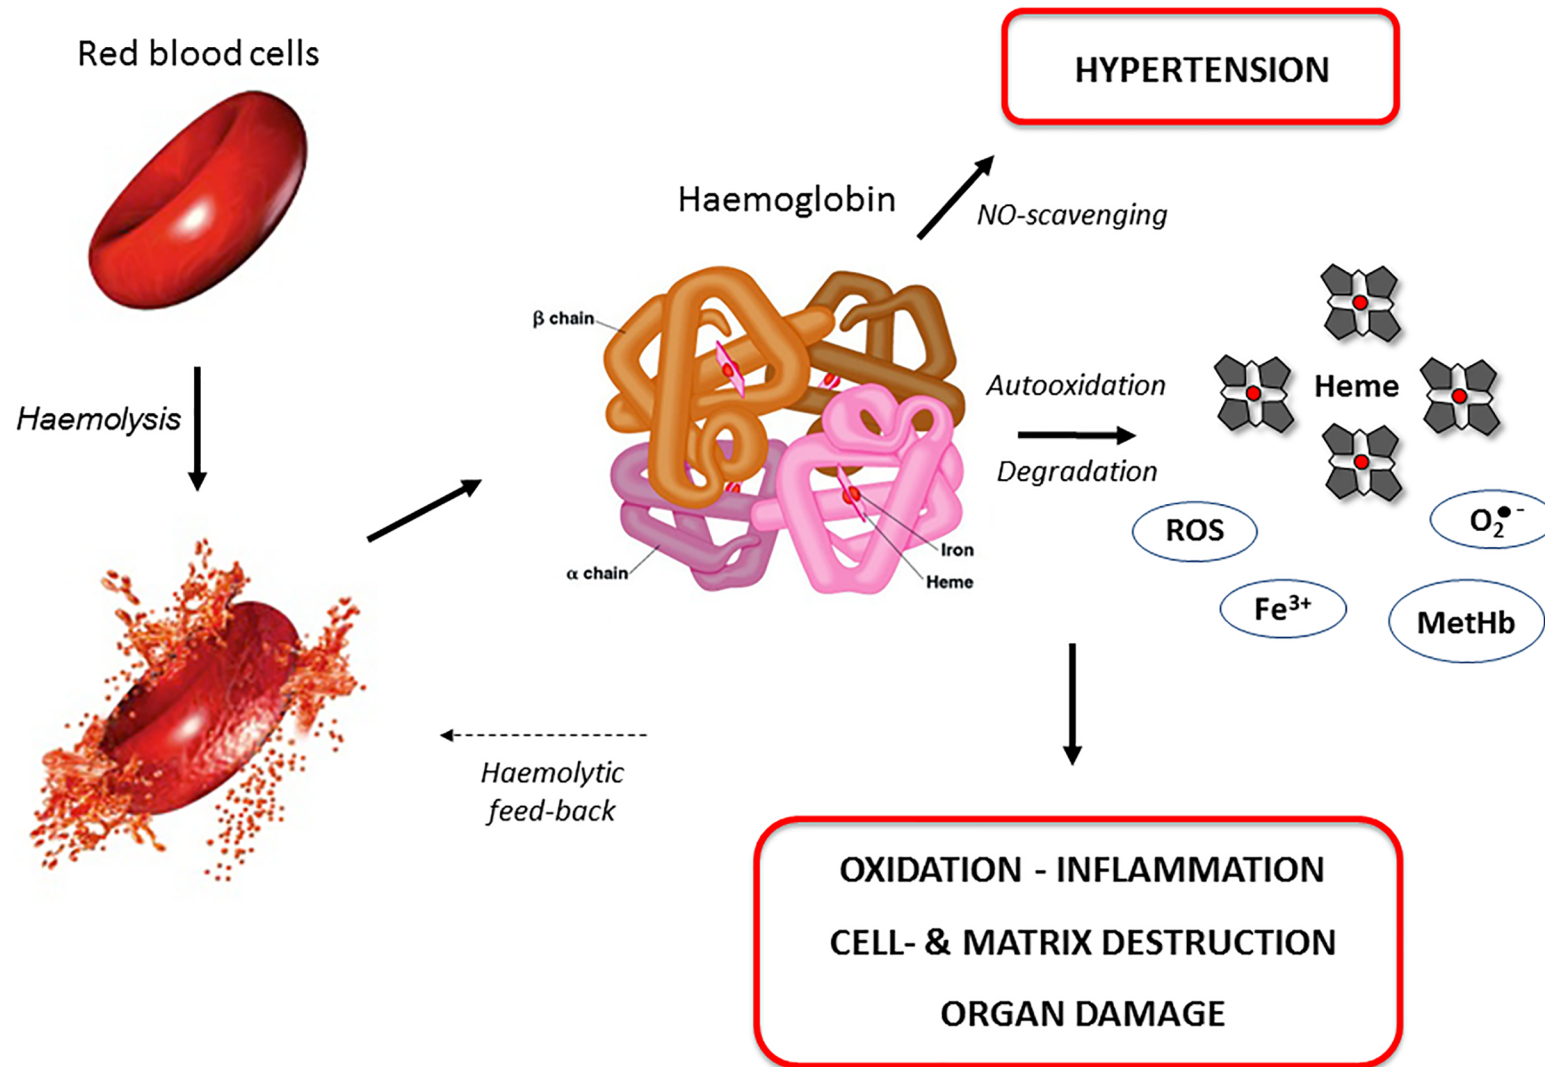 Red blood cells
HYPERTENSION
Haemoglobin
NO-scavenging
β chain
Autooxidation
Heme
Haemolysis
Degradation
ROS
O₂●⁻
Iron
α chain
Heme
Fe³⁺
MetHb
Haemolytic
feed-back
OXIDATION - INFLAMMATION
CELL- & MATRIX DESTRUCTION
ORGAN DAMAGE